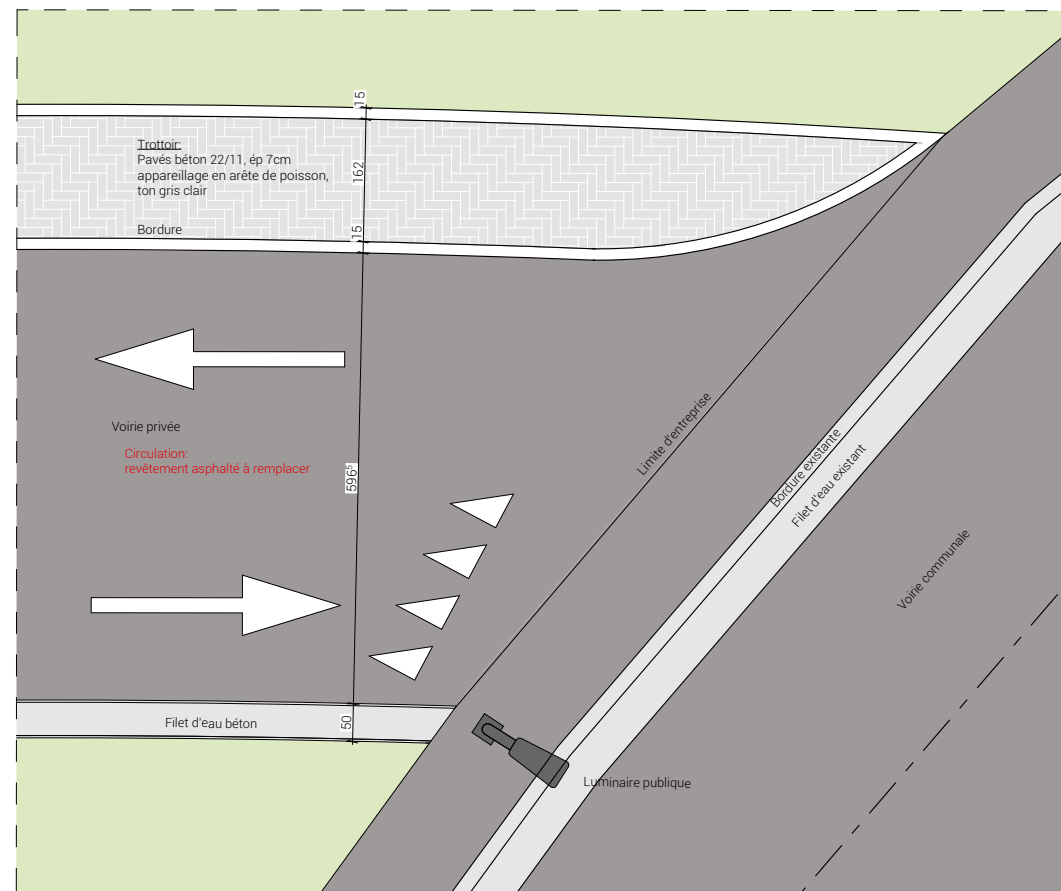 15
Trottoir:
Pavés béton 22/11, ép 7cm
appareillage en arête de poisson,
ton gris clair
162
Bordure
15
Voirie privée
Circulation:
revêtement asphalté à remplacer
596⁵
Limite d'entreprise
Bordure existante
Filet d'eau existant
Voirie communale
Filet d'eau béton
50
Luminaire publique